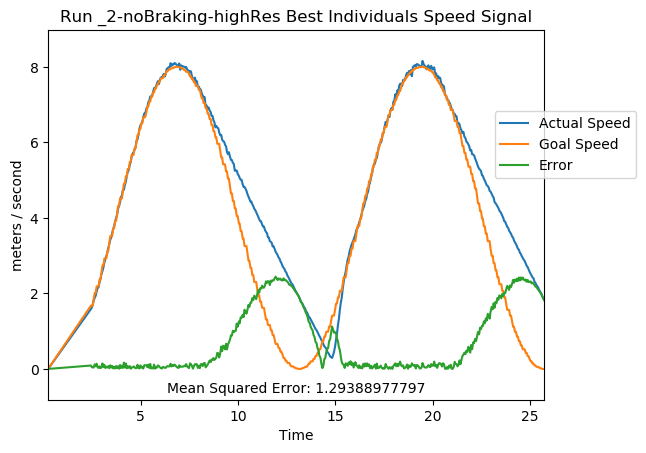 Run _2-noBraking-highRes Best Individuals Speed Signal
meters / second
8
6
4
2
0
Actual Speed
Goal Speed
Error
Mean Squared Error: 1.29388977797
5 10 15 20 25
Time